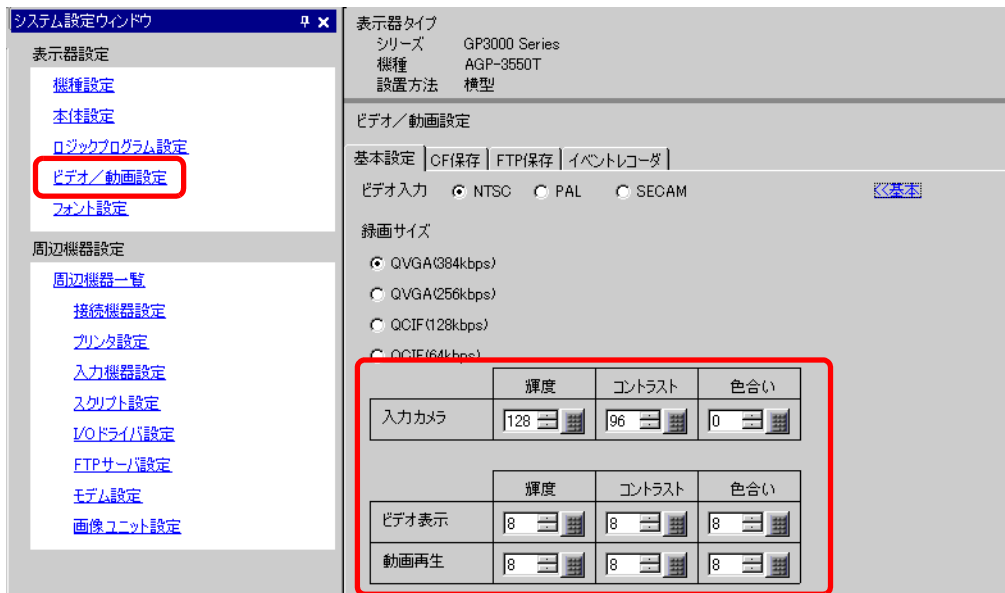 システム設定ウィンドウ
表示器設定
機種設定
本体設定
ロジックプログラム設定
ビデオ/動画設定
フォント設定
周辺機器設定
周辺機器一覧
接続機器設定
プリンタ設定
入力機器設定
スクリプト設定
I/Oドライバ設定
FTPサーバ設定
モデム設定
画像ユニット設定
表示器タイプ
シリーズ GP3000 Series
機種 AGP-3550T
設置方法 横型
ビデオ/動画設定
基本設定 CF保存 FTP保存 イベントレコーダ
ビデオ入力 NTSC PAL SECAM <<基本
録画サイズ
QVGA(384kbps)
QVGA(256kbps)
QCIF(128kbps)
QCIF(64kbps)
輝度 コントラスト 色合い
入力カメラ 128 96 0
輝度 コントラスト 色合い
ビデオ表示 8 8 8
動画再生 8 8 8